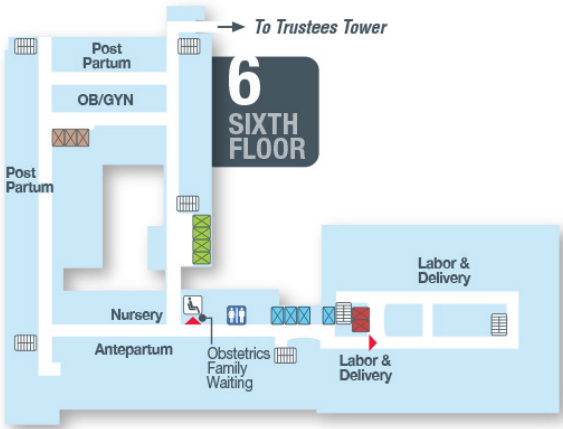 To Trustees Tower
Post
Partum
6
SIXTH
FLOOR
OB/GYN
Post
Partum
Labor &
Delivery
Nursery
Antepartum
Obstetrics
Family
Waiting
Labor &
Delivery